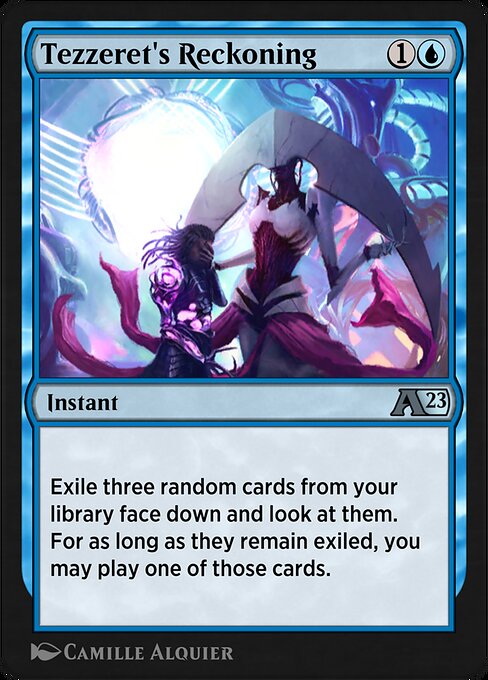 Tezzeret's Reckoning 1
Instant A23
Exile three random cards from your
library face down and look at them.
For as long as they remain exiled, you
may play one of those cards.
Camille Alquier